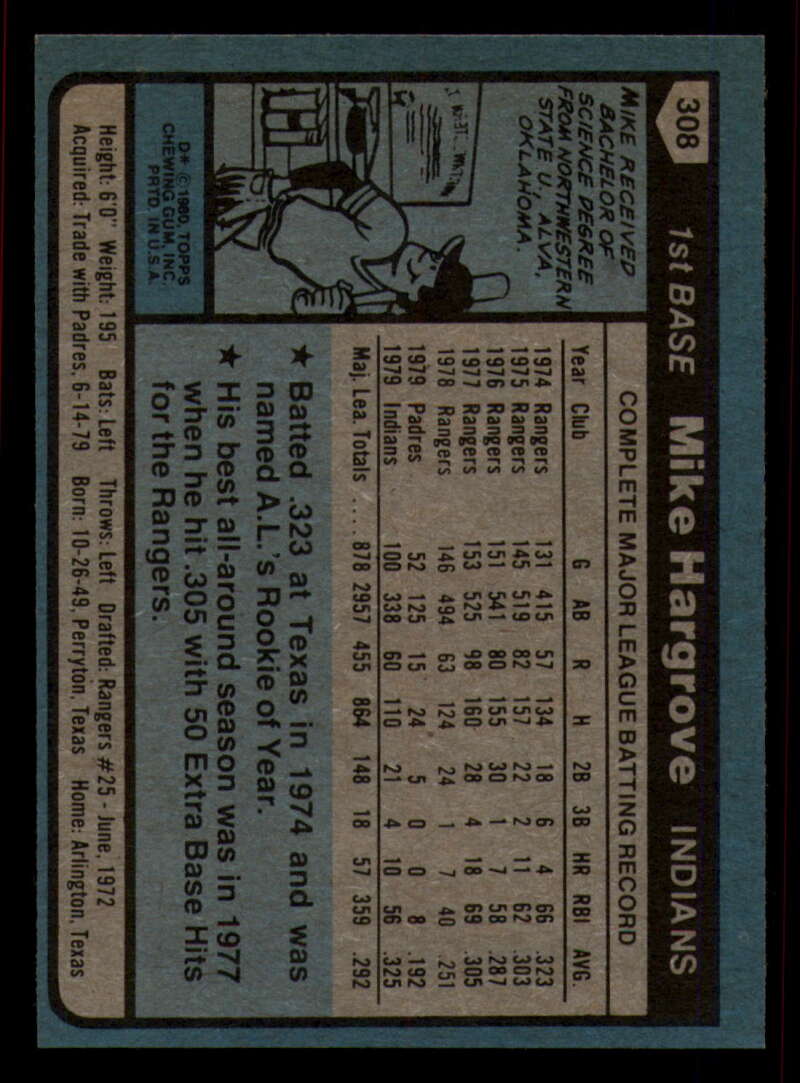 308 1st BASE Mike Hargrove INDIANS
MIKE RECEIVED
BACHELOR OF
SCIENCE DEGREE
FROM NORTHWESTERN
STATE U., ALVA,
OKLAHOMA.
D* © 1980 TOPPS
CHEWING GUM, INC.
PRTD. IN U.S.A.
COMPLETE MAJOR LEAGUE BATTING RECORD
Year Club G AB R H 2B 3B HR RBI AVG.
1974 Rangers 131 415 57 134 18 6 4 66 .323
1975 Rangers 145 519 82 157 22 2 11 62 .303
1976 Rangers 151 541 80 155 30 1 7 58 .287
1977 Rangers 153 525 98 160 28 4 18 69 .305
1978 Rangers 146 494 63 124 24 1 7 40 .251
1979 Padres 52 125 15 24 5 0 0 8 .192
1979 Indians 100 338 60 110 21 4 10 56 .325
Maj. Lea. Totals .... 878 2957 455 864 148 18 57 359 .292
★ Batted .323 at Texas in 1974 and was
named A.L.'s Rookie of Year.
★ His best all-around season was in 1977
when he hit .305 with 50 Extra Base Hits
for the Rangers.
Height: 6'0" Weight: 195 Bats: Left Throws: Left Drafted: Rangers #25 - June, 1972
Acquired: Trade with Padres, 6-14-79 Born: 10-26-49, Perryton, Texas Home: Arlington, Texas